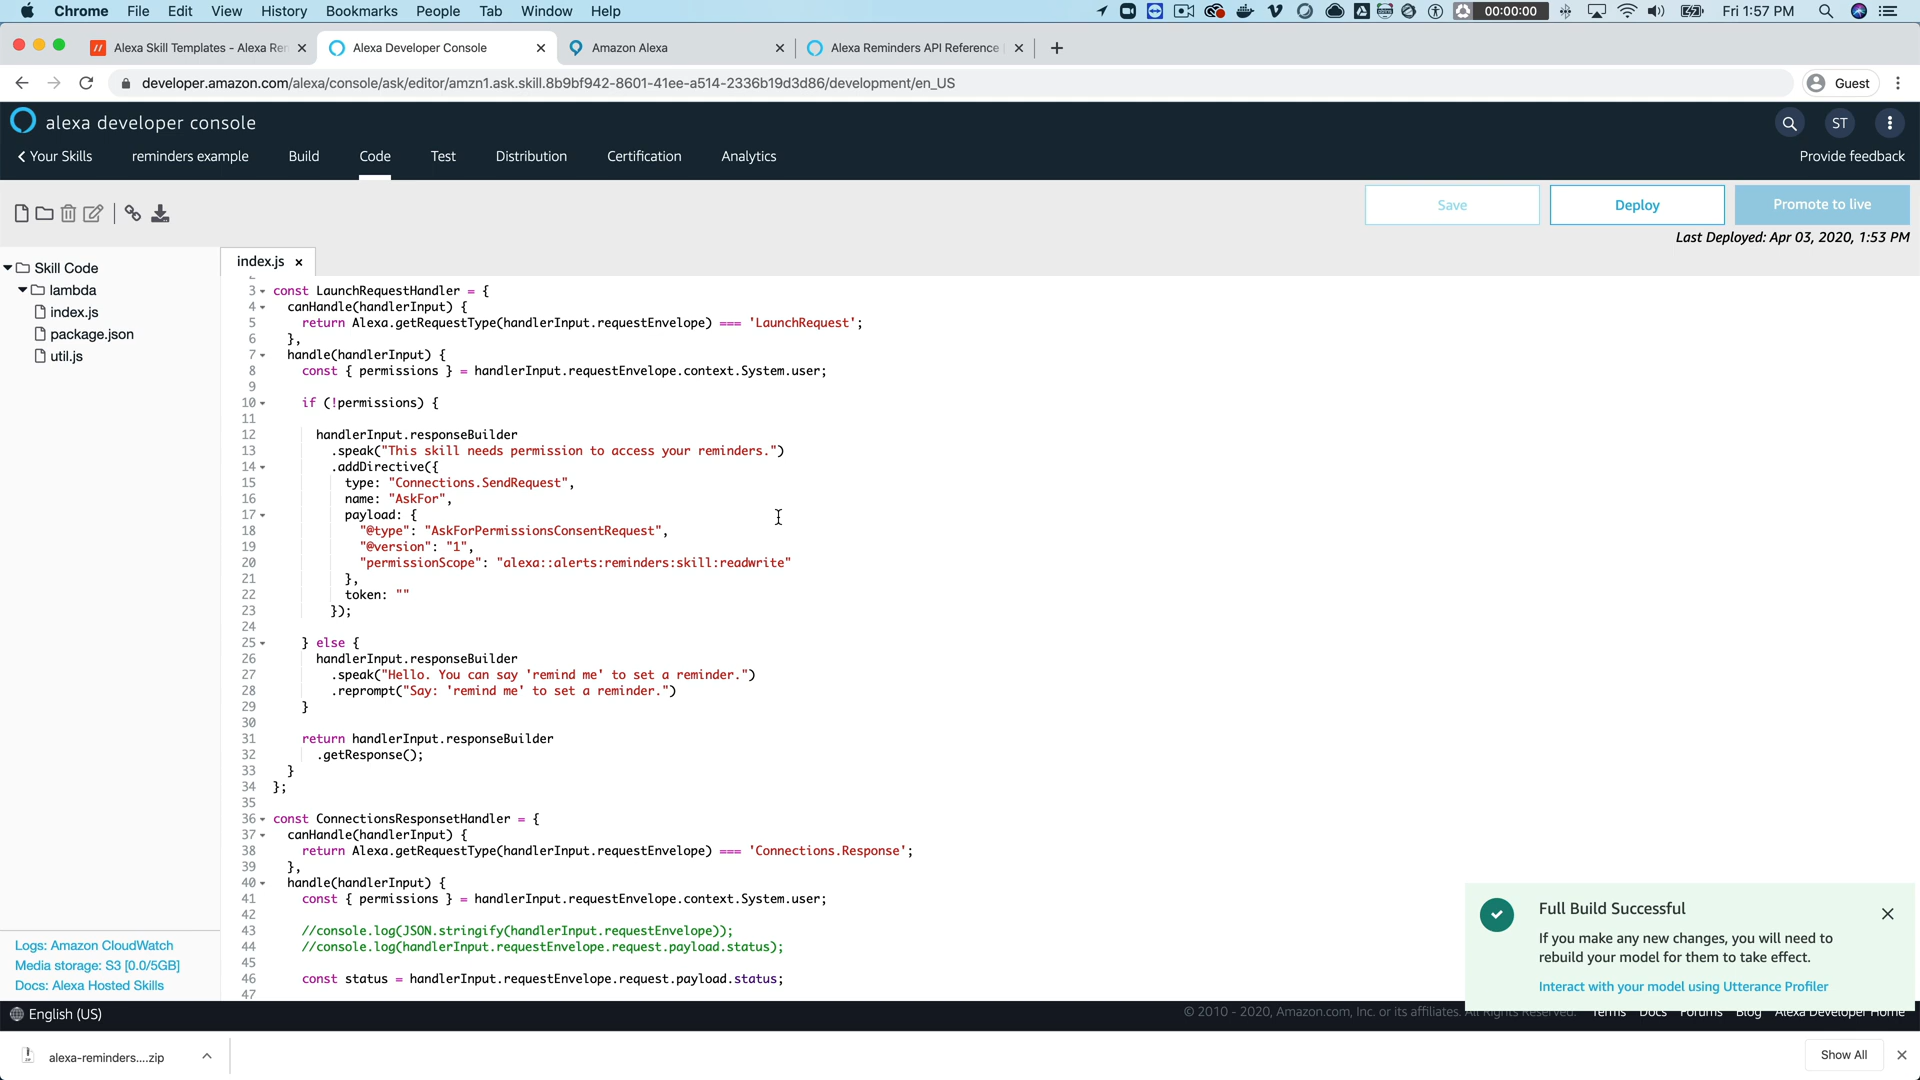 Chrome File Edit View History Bookmarks People Tab Window Help 00:00:00 Fri 1:57 PM
Alexa Skill Templates - Alexa Re Alexa Developer Console Amazon Alexa Alexa Reminders API Reference
developer.amazon.com/alexa/console/ask/editor/amzn1.ask.skill.8b9bf942-8601-41ee-a514-2336b19d3d86/development/en_US Guest
alexa developer console ST
Your Skills reminders example Build Code Test Distribution Certification Analytics Provide feedback
Save Deploy Promote to live
Last Deployed: Apr 03, 2020, 1:53 PM
index.js ×
Skill Code
lambda
index.js
package.json
util.js
3 const LaunchRequestHandler = {
4 canHandle(handlerInput) {
5 return Alexa.getRequestType(handlerInput.requestEnvelope) === 'LaunchRequest';
6 },
7 handle(handlerInput) {
8 const { permissions } = handlerInput.requestEnvelope.context.System.user;
9
10 if (!permissions) {
11
12 handlerInput.responseBuilder
13 .speak("This skill needs permission to access your reminders.")
14 .addDirective({
15 type: "Connections.SendRequest",
16 name: "AskFor",
17 payload: {
18 "@type": "AskForPermissionsConsentRequest",
19 "@version": "1",
20 "permissionScope": "alexa::alerts:reminders:skill:readwrite"
21 },
22 token: ""
23 });
24
25 } else {
26 handlerInput.responseBuilder
27 .speak("Hello. You can say 'remind me' to set a reminder.")
28 .reprompt("Say: 'remind me' to set a reminder.")
29 }
30
31 return handlerInput.responseBuilder
32 .getResponse();
33 }
34 };
35
36 const ConnectionsResponsetHandler = {
37 canHandle(handlerInput) {
38 return Alexa.getRequestType(handlerInput.requestEnvelope) === 'Connections.Response';
39 },
40 handle(handlerInput) {
41 const { permissions } = handlerInput.requestEnvelope.context.System.user;
42
43 //console.log(JSON.stringify(handlerInput.requestEnvelope));
44 //console.log(handlerInput.requestEnvelope.request.payload.status);
45
46 const status = handlerInput.requestEnvelope.request.payload.status;
47
Logs: Amazon CloudWatch
Media storage: S3 [0.0/5GB]
Docs: Alexa Hosted Skills
Full Build Successful
If you make any new changes, you will need to
rebuild your model for them to take effect.
Interact with your model using Utterance Profiler
English (US) © 2010 - 2020, Amazon.com, Inc. or its affiliates. All Rights Reserved. Terms Docs Forums Blog Alexa Developer Home
alexa-reminders....zip Show All